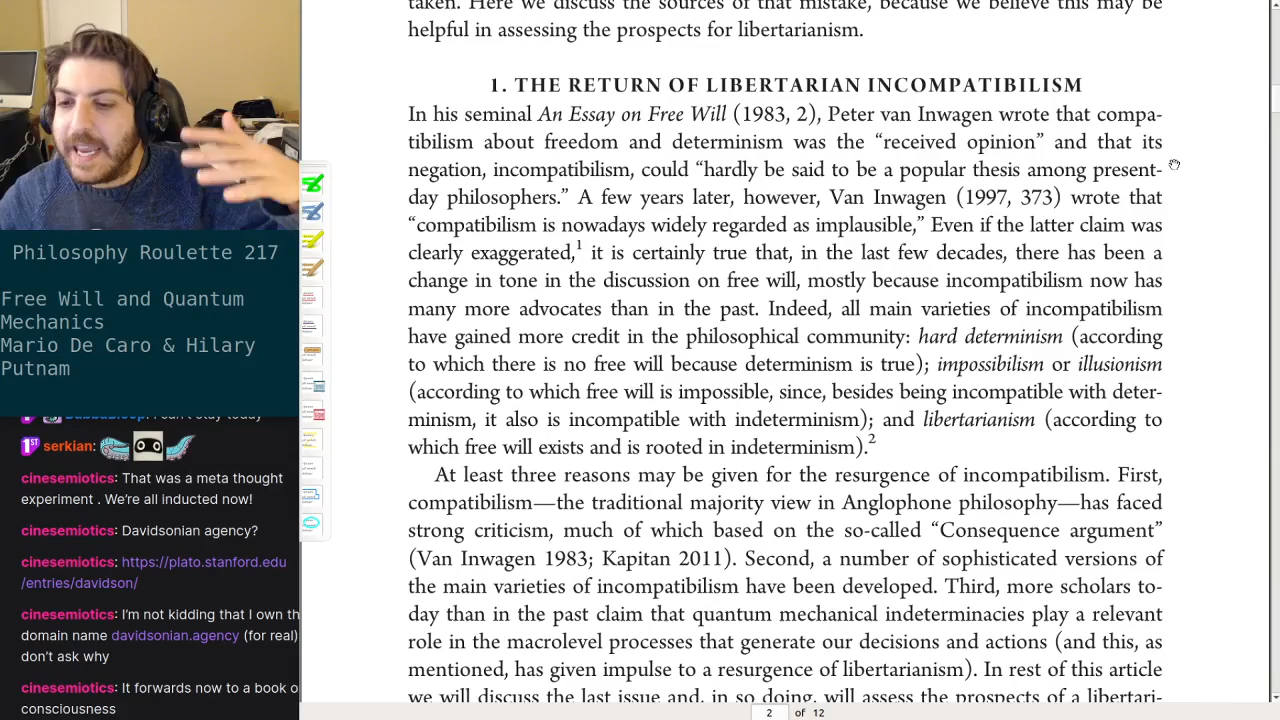 taken. Here we discuss the sources of that mistake, because we believe this may be
helpful in assessing the prospects for libertarianism.
1. THE RETURN OF LIBERTARIAN INCOMPATIBILISM
In his seminal An Essay on Free Will (1983, 2), Peter van Inwagen wrote that compa-
tibilism about freedom and determinism was the “received opinion” and that its
negation, incompatibilism, could “hardly be said to be a popular thesis among present-
day philosophers.” A few years later, however, Van Inwagen (1997, 373) wrote that
“compatibilism is nowadays widely regarded as implausible,” Even if the latter claim was
clearly exaggerated, it is certainly true that, in the last few decades, there has been a
change of tone in the discussion of free will, mostly because incompatibilism now has
many more advocates than in the past. Indeed, all main varieties of incompatibilism
have gained more credit in the philosophical community: hard determinism (according
to which there is no free will because determinism is true), impossibilism or illusionism
(according to which free will is impossible, since, besides being incompatible with deter-
minism, it also is incompatible with indeterminism); and libertarianism (according to
which free will exists and is rooted in indeterminism).2
At least three reasons may be given for the resurgence of incompatibilism. First,
compatibilism—the traditional majority view in Anglophone philosophy—has faced
strong criticism, much of which based on the so-called “Consequence argument”
(Van Inwagen 1983; Kapitan 2011). Second, a number of sophisticated versions of
the main varieties of incompatibilism have been developed. Third, more scholars to-
day than in the past claim that quantum mechanical indeterminacies play a relevant
role in the macrolevel processes that generate our decisions and actions (and this, as
mentioned, has given impulse to a resurgence of libertarianism). In rest of this article
we will discuss the last issue and, in so doing, will assess the prospects of a libertari-
2 of 12
Philosophy Roulette 217
Free Will and Quantum
Mechanics
Mario De Caro & Hilary
Putnam
serkian:
cinesemiotics: That was a meta thought
experiment . We’re all inducted now!
cinesemiotics: Davidsonian agency?
cinesemiotics: https://plato.stanford.edu
/entries/davidson/
cinesemiotics: I’m not kidding that I own th
domain name davidsonian.agency (for real)
don’t ask why
cinesemiotics: It forwards now to a book o
consciousness